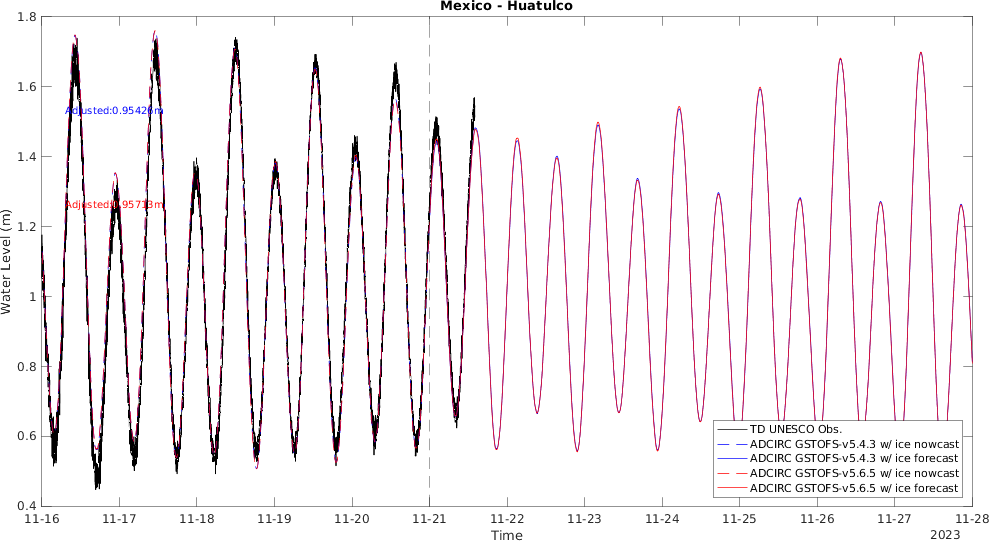 Mexico - Huatulco
Water Level (m)
1.8
1.6
1.4
1.2
1
0.8
0.6
0.4
Adjusted:0.95426m
Adjusted:0.95713m
TD UNESCO Obs.
ADCIRC GSTOFS-v5.4.3 w/ ice nowcast
ADCIRC GSTOFS-v5.4.3 w/ ice forecast
ADCIRC GSTOFS-v5.6.5 w/ ice nowcast
ADCIRC GSTOFS-v5.6.5 w/ ice forecast
11-16 11-17 11-18 11-19 11-20 11-21 11-22 11-23 11-24 11-25 11-26 11-27 11-28
Time
2023